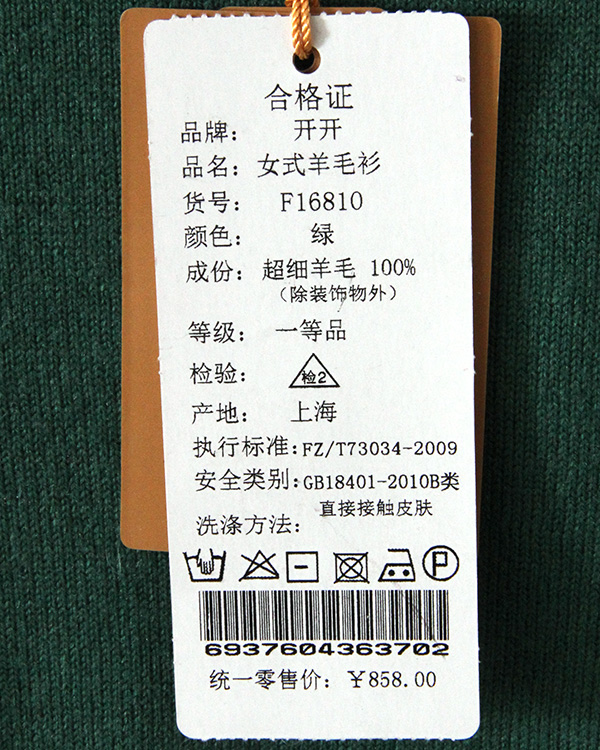 合格证
品牌： 开开
品名：女式羊毛衫
货号： F16810
颜色： 绿
成份：超细羊毛 100%
（除装饰物外）
等级： 一等品
检验： 检2
产地： 上海
执行标准:FZ/T73034-2009
安全类别:GB18401-2010B类
直接接触皮肤
洗涤方法:
P
6937604363702
统一零售价: ￥858.00